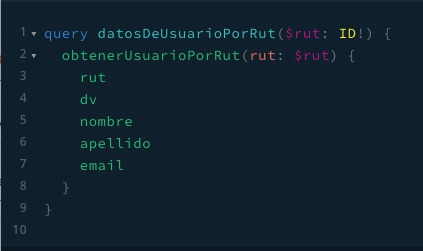 1 query datosDeUsuarioPorRut($rut: ID!) {
2 obtenerUsuarioPorRut(rut: $rut) {
3 rut
4 dv
5 nombre
6 apellido
7 email
8 }
9 }
10